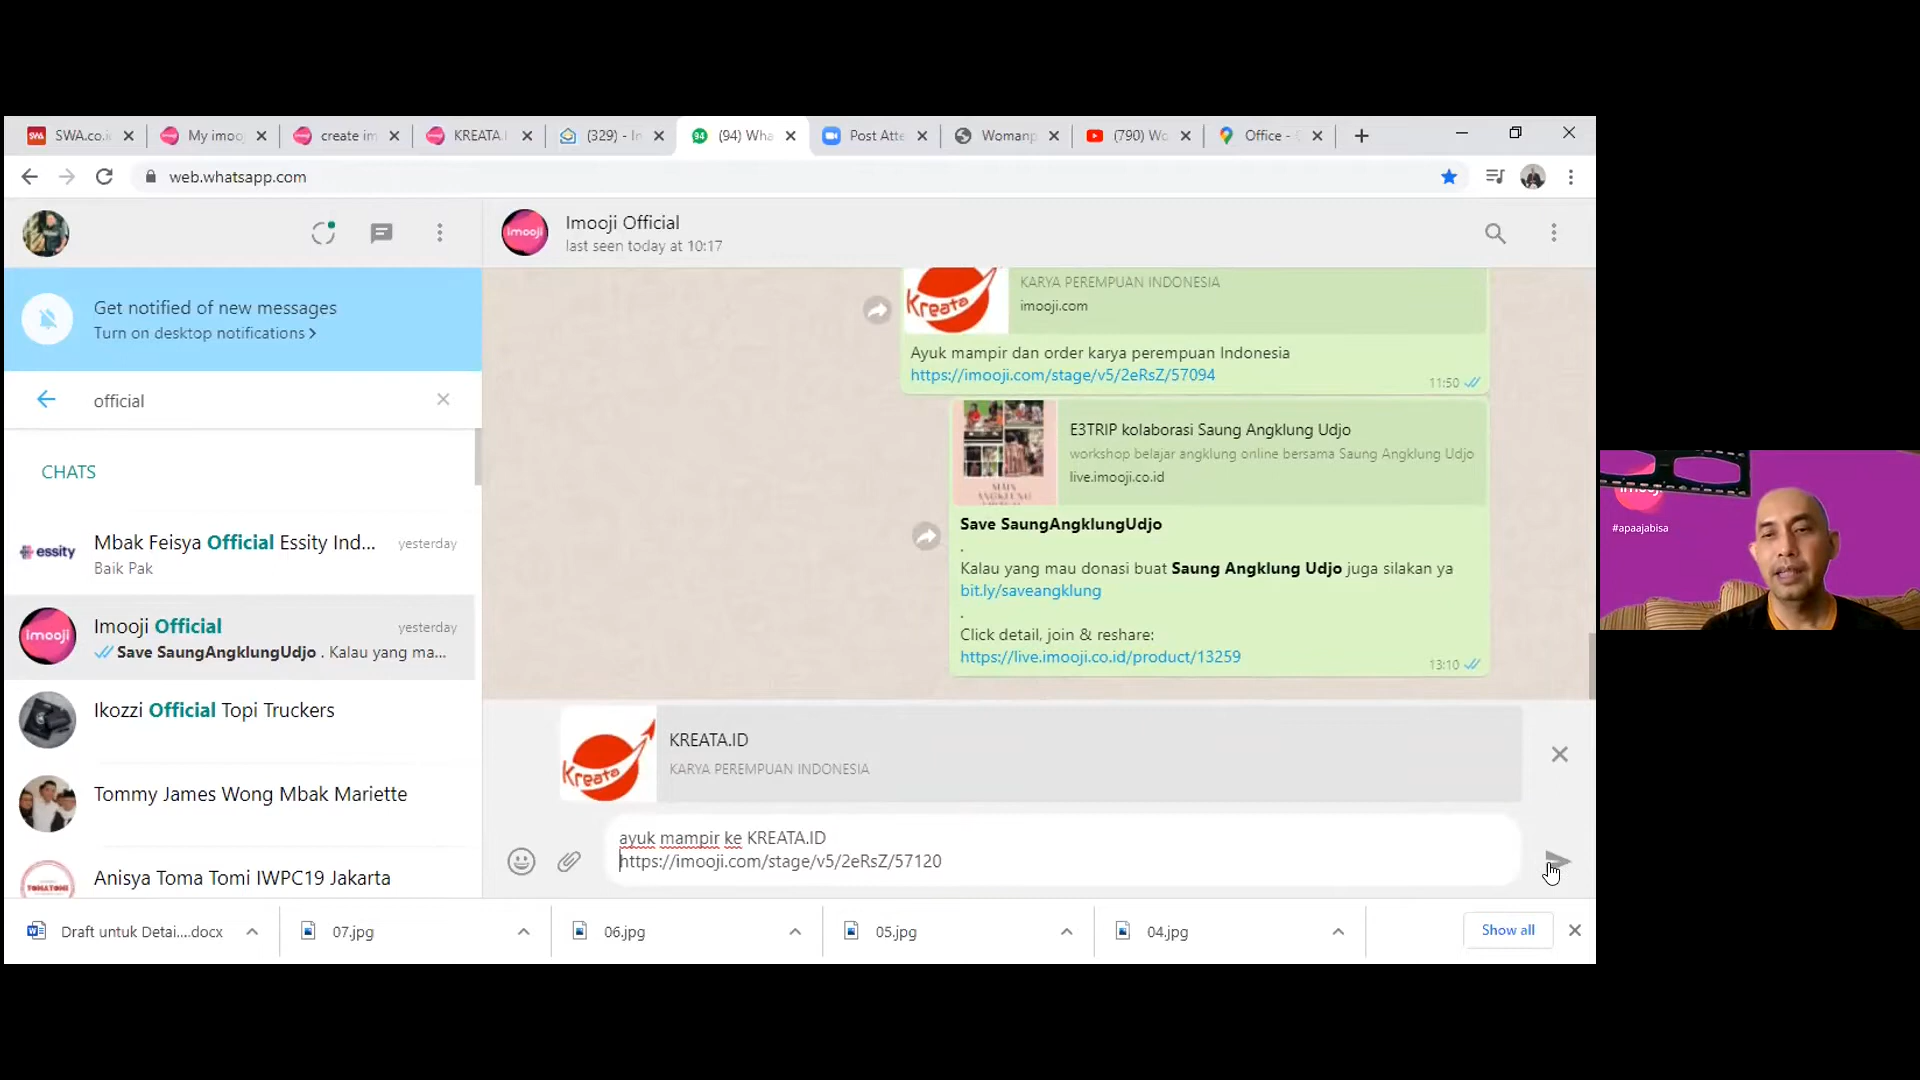 SWA.co.i
My imoo
create im
KREATA.I
(329) - In
(94) Wha
Post Atte
Womanp
(790) Wo
Office -
web.whatsapp.com
imooji
Imooji Official
last seen today at 10:17
Get notified of new messages
Turn on desktop notifications >
official
CHATS
essity
Mbak Feisya Official Essity Ind...
yesterday
Baik Pak
imooji
Imooji Official
yesterday
Save SaungAngklungUdjo . Kalau yang ma...
Ikozzi Official Topi Truckers
Tommy James Wong Mbak Mariette
TOMATOMI
Anisya Toma Tomi IWPC19 Jakarta
Kreata
KARYA PEREMPUAN INDONESIA
imooji.com
Ayuk mampir dan order karya perempuan Indonesia
https://imooji.com/stage/v5/2eRsZ/57094
11:50
E3TRIP kolaborasi Saung Angklung Udjo
workshop belajar angklung online bersama Saung Angklung Udjo
live.imooji.co.id
Save SaungAngklungUdjo
.
Kalau yang mau donasi buat Saung Angklung Udjo juga silakan ya
bit.ly/saveangklung
.
Click detail, join & reshare:
https://live.imooji.co.id/product/13259
13:10
Kreata
KREATA.ID
KARYA PEREMPUAN INDONESIA
ayuk mampir ke KREATA.ID
https://imooji.com/stage/v5/2eRsZ/57120
Draft untuk Detai....docx
07.jpg
06.jpg
05.jpg
04.jpg
Show all
imooji
#apaajabisa